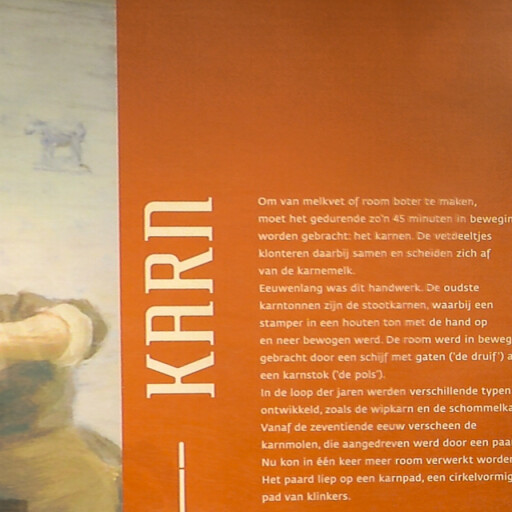 KARN
Om van melkvet of room boter te maken,
moet het gedurende zo'n 45 minuten in
worden gebracht: het karnen. De vetdeeltjes
klonteren daarbij samen en scheiden zich af
van de karnemelk.
Eeuwenlang was dit handwerk. De oudste
karntonnen zijn de stootkarnen, waarbij een
stamper in een houten ton met de hand op
en neer bewogen werd. De room werd in
gebracht door een schijf met gaten ('de druif')
een karnstok ('de pols').
In de loop der jaren werden verschillende typen
ontwikkeld, zoals de wipkarn en de
Vanaf de zeventiende eeuw verscheen de
karnmolen, die aangedreven werd door een
Nu kon in één keer meer room verwerkt
Het paard liep op een karnpad, een
pad van klinkers.